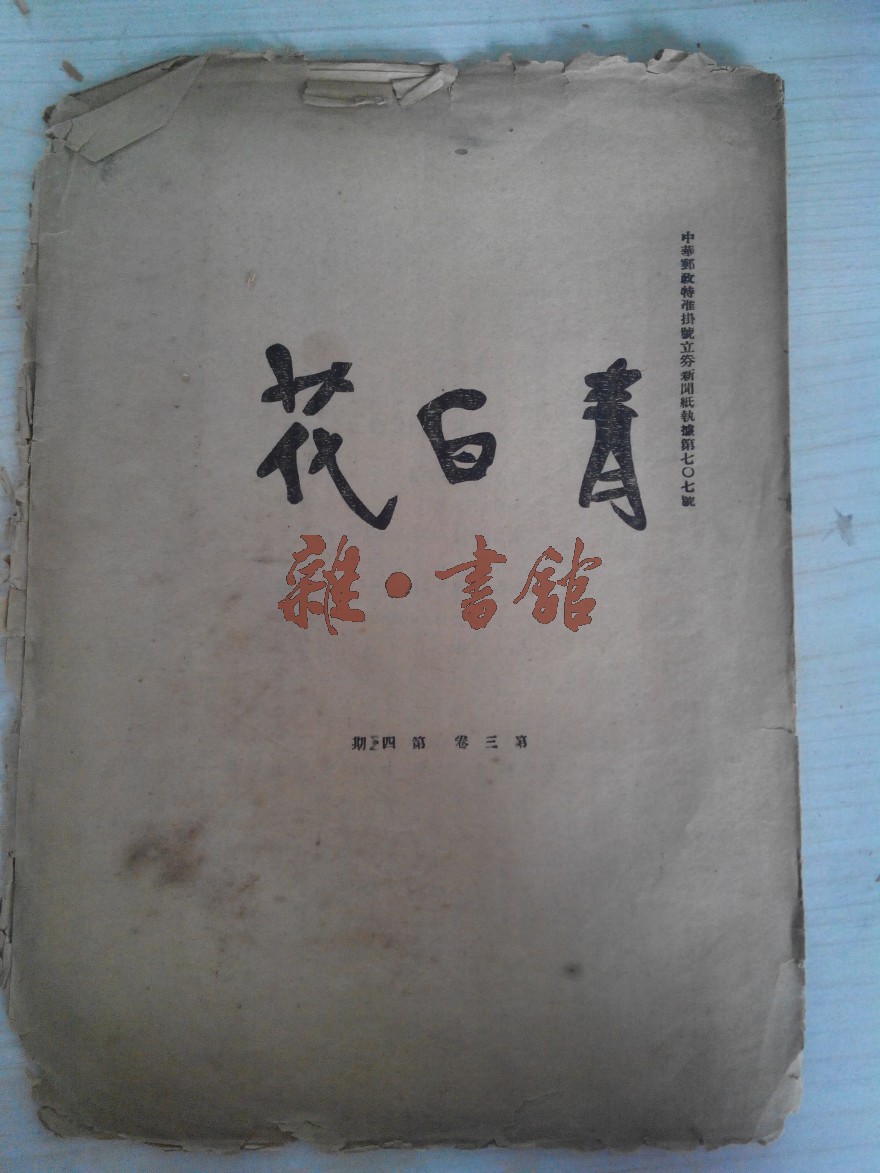 中華郵政特准掛號立劵新聞紙執據第七〇七號
青白花
雜·書館
第三卷 第四期